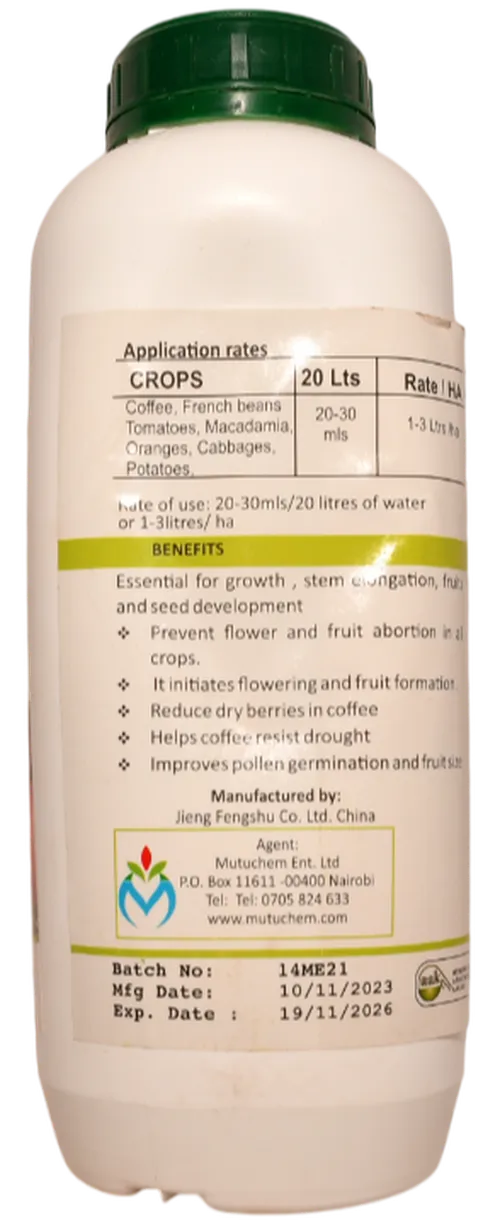 Application rates
CROPS 20 Lts Rate / HA
Coffee, French beans 20-30 1-3 Ltrs /ha
Tomatoes, Macadamia, mls
Oranges, Cabbages,
Potatoes,
Rate of use: 20-30mls/20 litres of water
or 1-3litres/ ha
BENEFITS
Essential for growth , stem elongation, fruits
and seed development
❖ Prevent flower and fruit abortion in all
crops.
❖ It initiates flowering and fruit formation
❖ Reduce dry berries in coffee
❖ Helps coffee resist drought
❖ Improves pollen germination and fruit size
Manufactured by:
Jieng Fengshu Co. Ltd. China
Agent:
Mutuchem Ent. Ltd
P.O. Box 11611 -00400 Nairobi
Tel: Tel: 0705 824 633
www.mutuchem.com
Batch No: 14ME21
Mfg Date: 10/11/2023
Exp. Date : 19/11/2026
aak